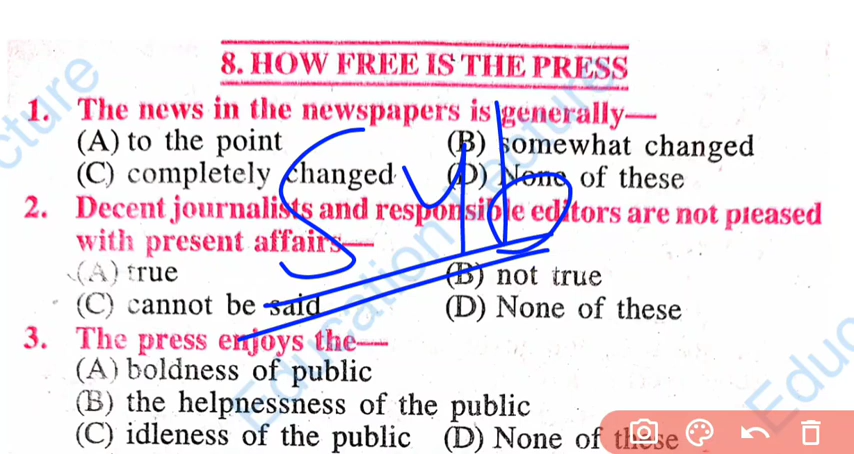 8. HOW FREE IS THE PRESS
1. The news in the newspapers is generally—
(A) to the point (B) somewhat changed
(C) completely changed (D) None of these
2. Decent journalists and responsible editors are not pleased
with present affairs—
(A) true (B) not true
(C) cannot be said (D) None of these
3. The press enjoys the—
(A) boldness of public
(B) the helpnessness of the public
(C) idleness of the public (D) None of these
Sub